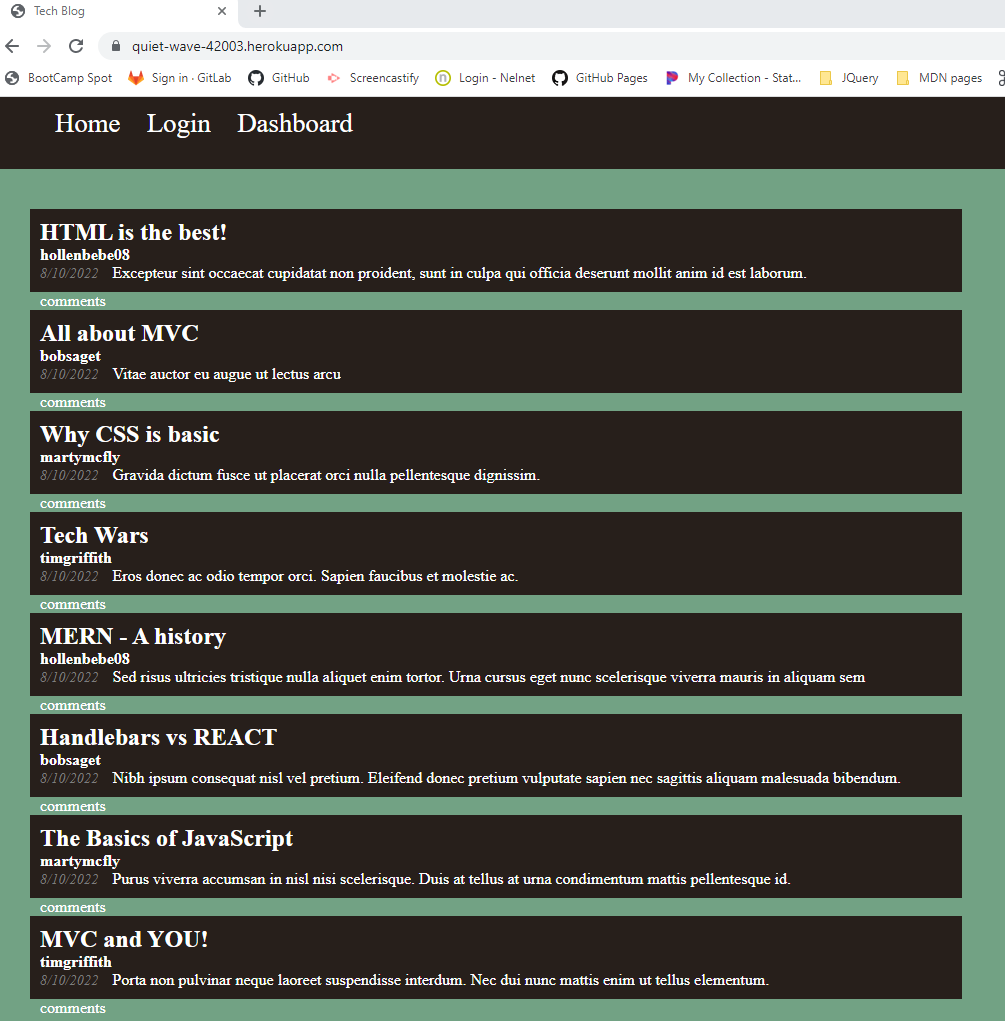 Tech Blog
quiet-wave-42003.herokuapp.com
BootCamp Spot Sign in · GitLab GitHub Screencastify Login - Nelnet GitHub Pages My Collection - Stat... JQuery MDN pages
Home Login Dashboard
HTML is the best!
hollenbebe08
8/10/2022 Excepteur sint occaecat cupidatat non proident, sunt in culpa qui officia deserunt mollit anim id est laborum.
comments
All about MVC
bobsaget
8/10/2022 Vitae auctor eu augue ut lectus arcu
comments
Why CSS is basic
martymcfly
8/10/2022 Gravida dictum fusce ut placerat orci nulla pellentesque dignissim.
comments
Tech Wars
timgriffith
8/10/2022 Eros donec ac odio tempor orci. Sapien faucibus et molestie ac.
comments
MERN - A history
hollenbebe08
8/10/2022 Sed risus ultricies tristique nulla aliquet enim tortor. Urna cursus eget nunc scelerisque viverra mauris in aliquam sem
comments
Handlebars vs REACT
bobsaget
8/10/2022 Nibh ipsum consequat nisl vel pretium. Eleifend donec pretium vulputate sapien nec sagittis aliquam malesuada bibendum.
comments
The Basics of JavaScript
martymcfly
8/10/2022 Purus viverra accumsan in nisl nisi scelerisque. Duis at tellus at urna condimentum mattis pellentesque id.
comments
MVC and YOU!
timgriffith
8/10/2022 Porta non pulvinar neque laoreet suspendisse interdum. Nec dui nunc mattis enim ut tellus elementum.
comments